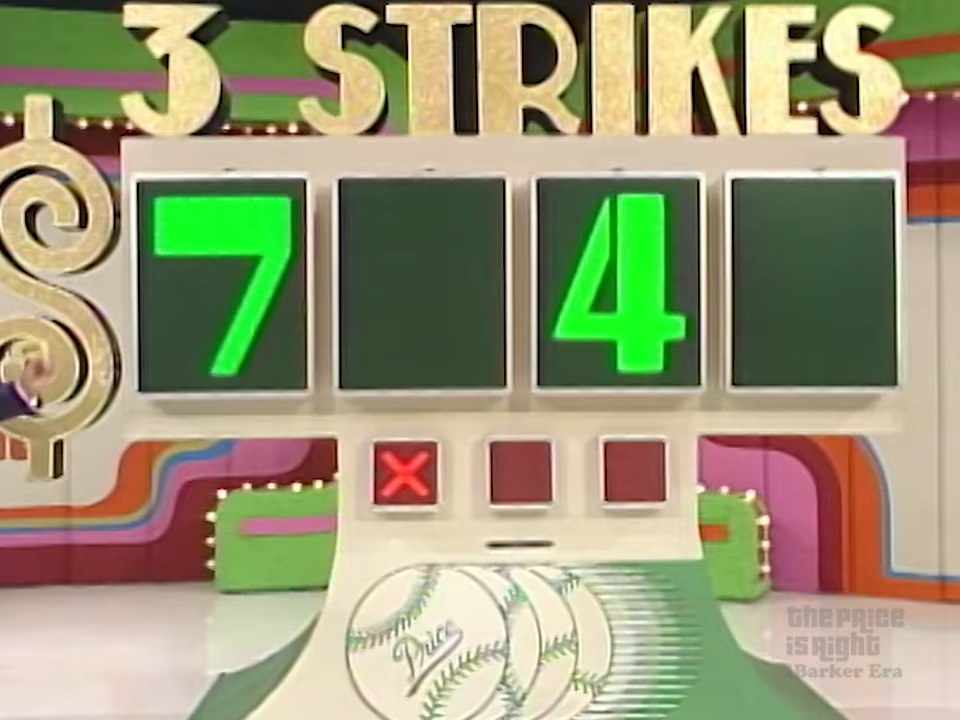 3 STRIKES
$
7 4
X
Price
the PRiCE
iS RiGht
Barker Era